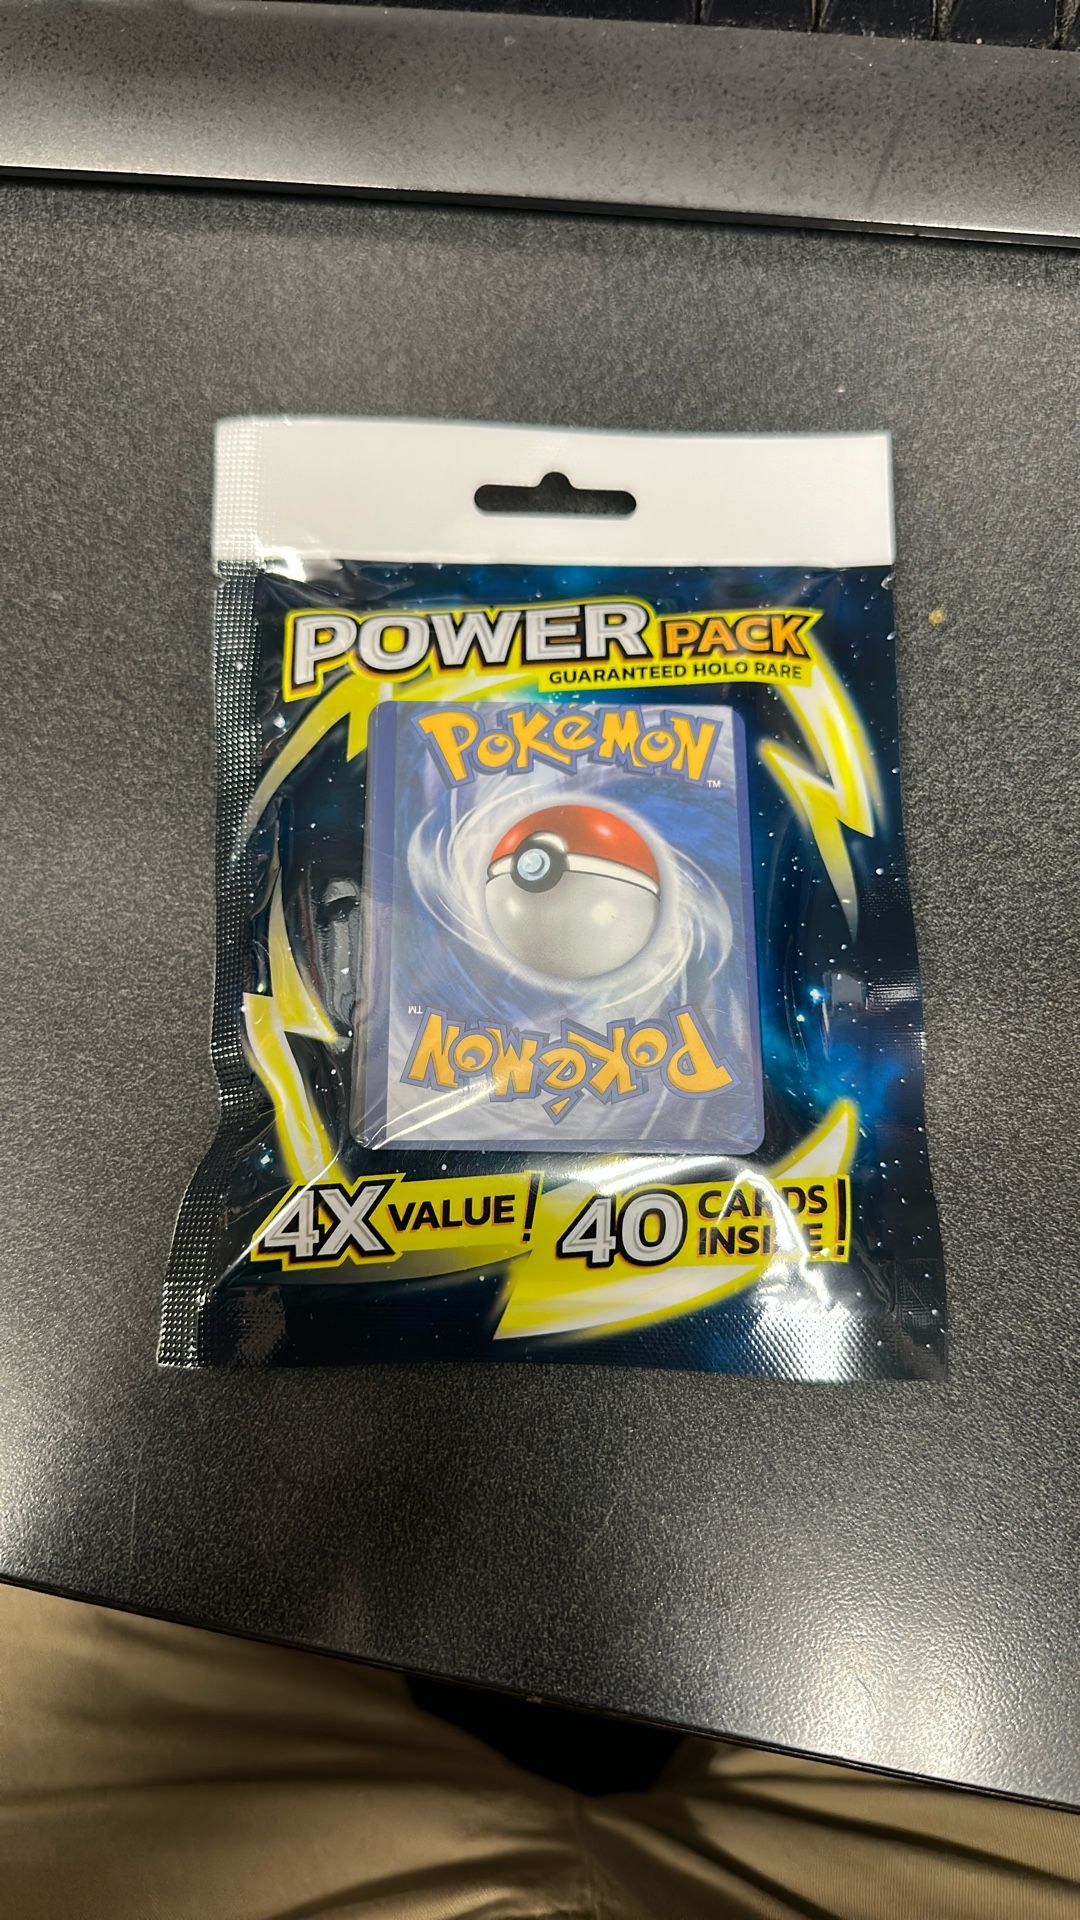 POWER PACK
GUARANTEED HOLO RARE
POKéMON
TM
TM
POKéMON
4X VALUE!
40 CARDS
INSIDE!